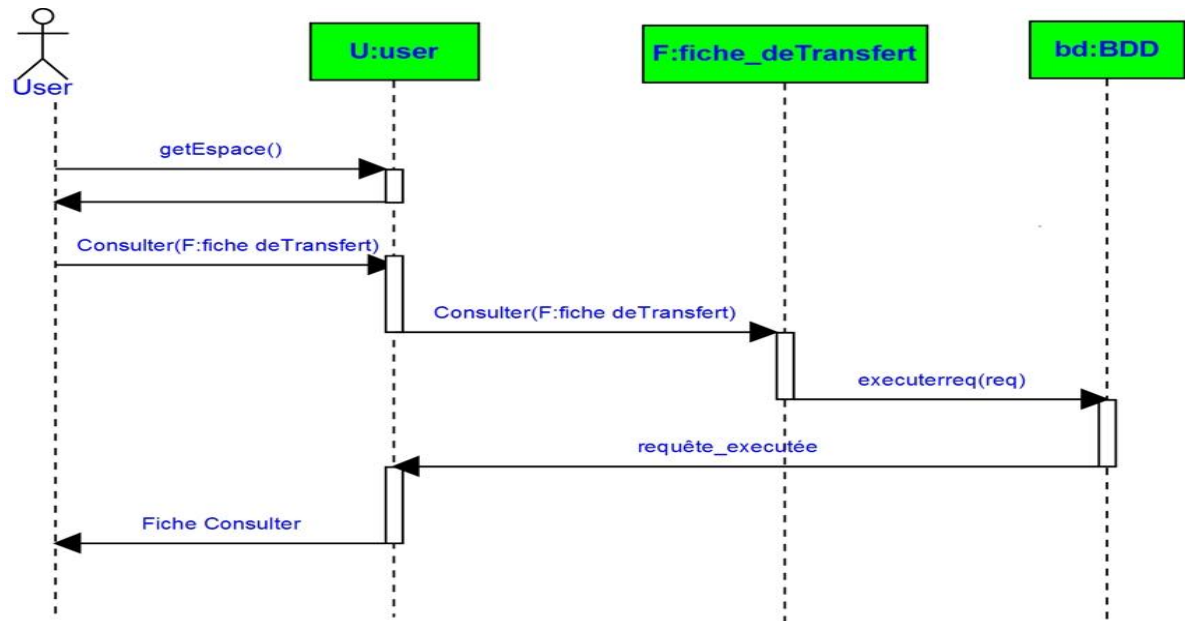 User
U:user
F:fiche_deTransfert
bd:BDD
getEspace()
Consulter(F:fiche deTransfert)
Consulter(F:fiche deTransfert)
executerreq(req)
requête_executée
Fiche Consulter